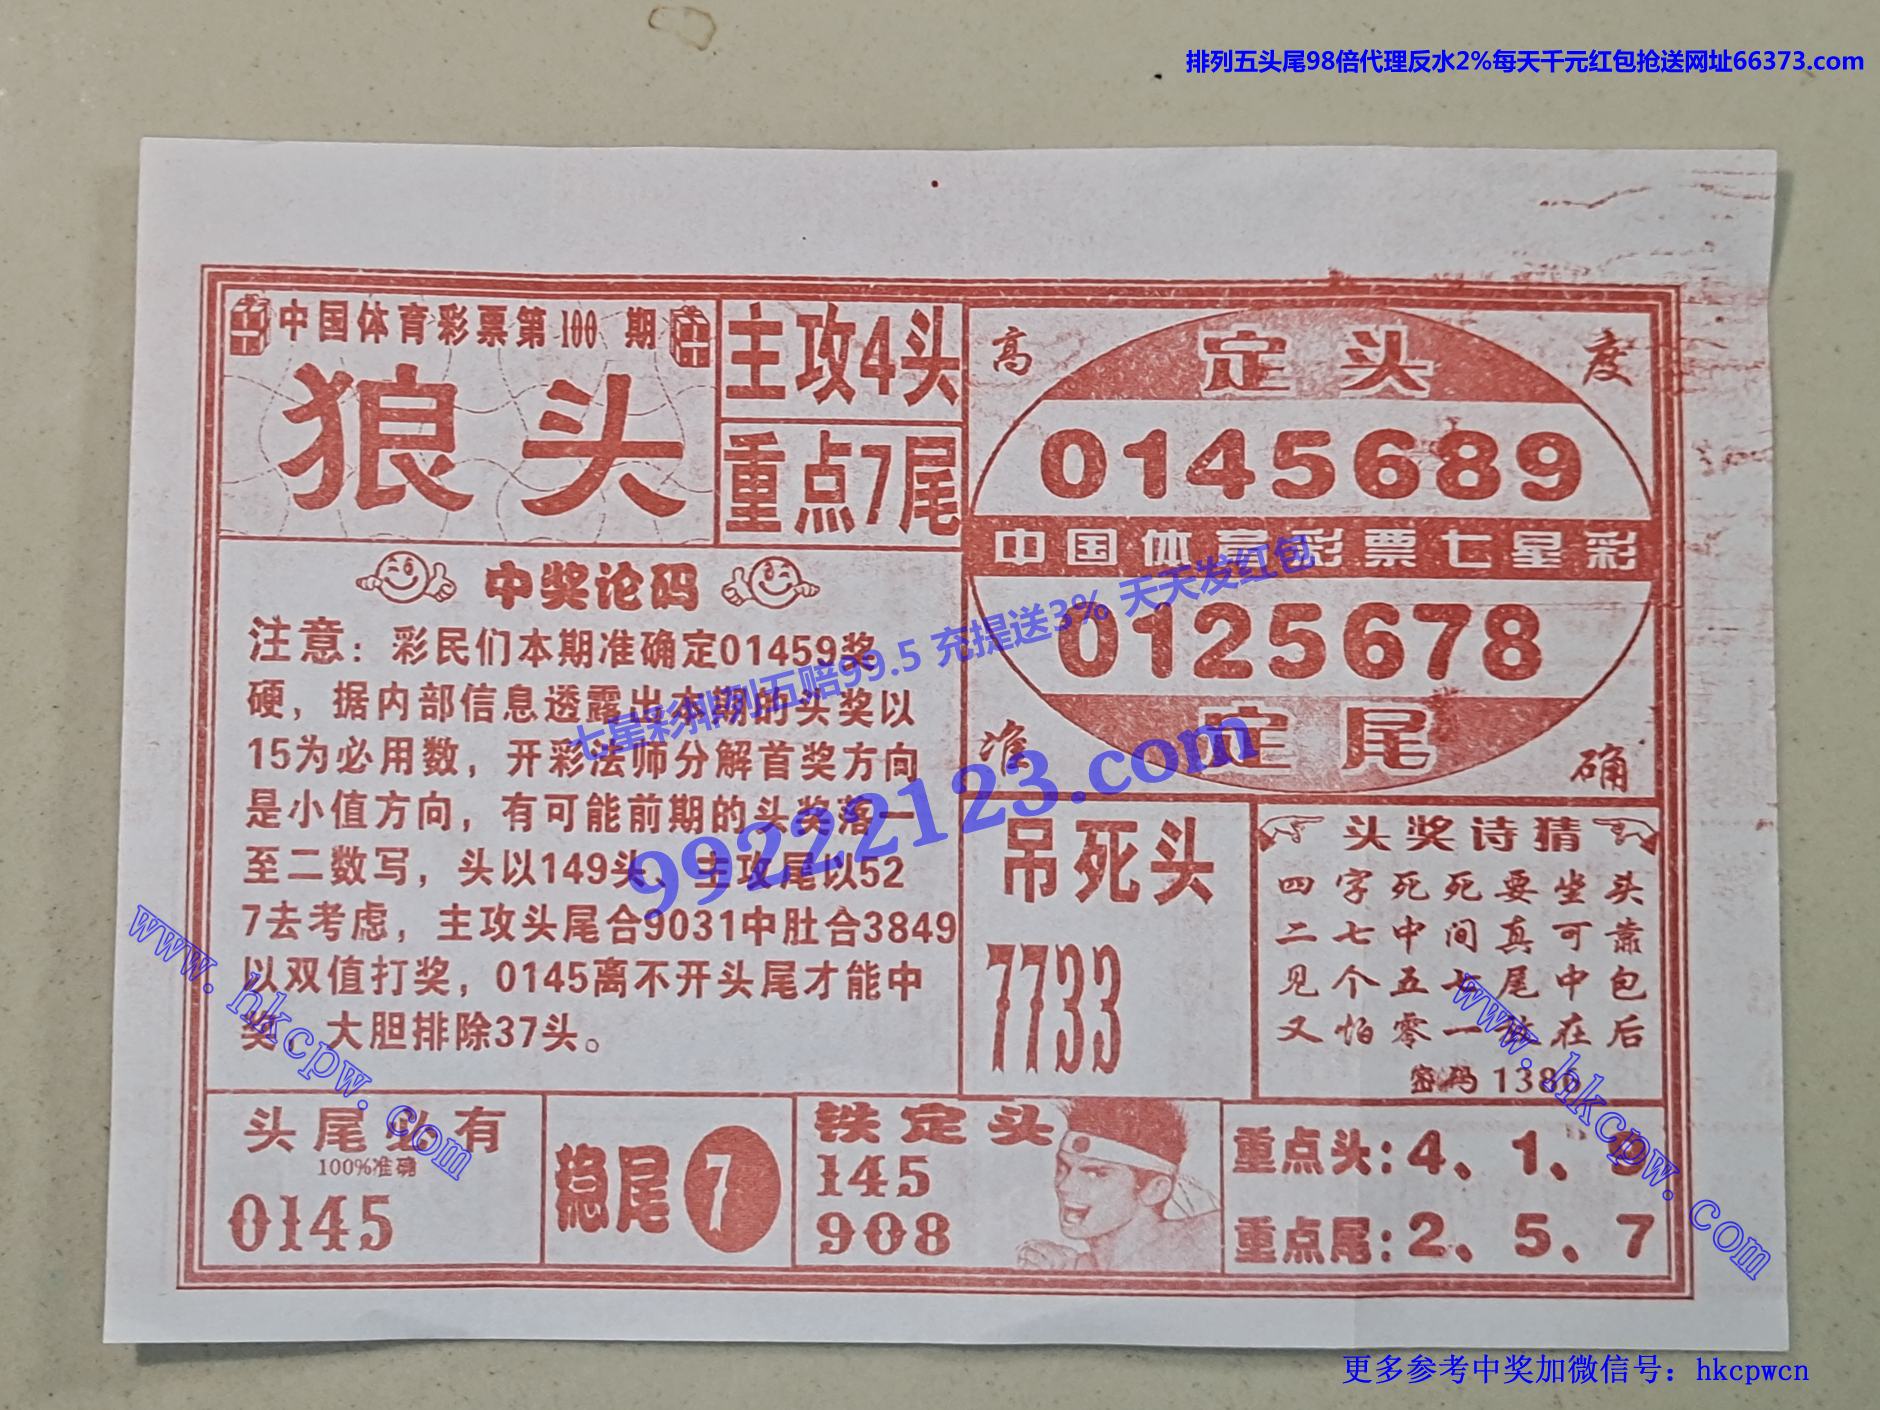 排列五头尾98倍代理反水2%每天千元红包抢送网址66373.com
中国体育彩票第100期
狼头
主攻4头
重点7尾
高度
定头
0145689
中国体育彩票七星彩
0125678
定尾
准确
中奖论码
注意：彩民们本期准确定01459奖
硬，据内部信息透露出本期的头奖以
15为必用数，开彩法师分解首奖方向
是小值方向，有可能前期的头奖落一
至二数写，头以149头、主攻尾以52
7去考虑，主攻头尾合9031中肚合3849
以双值打奖，0145离不开头尾才能中
奖，大胆排除37头。
七星彩排列五赔99.5 充提送3% 天天发红包
99222123.com
吊死头
7733
头奖诗猜
四字死死要坐头
二七中间真可靠
见个五七尾中包
又怕零一做在后
密码1386
www.hkcpw.com
www.hkcpw.com
头尾必有
100%准确
0145
稳尾7
铁定头
145
908
重点头：4、1、9
重点尾：2、5、7
更多参考中奖加微信号：hkcpwcn